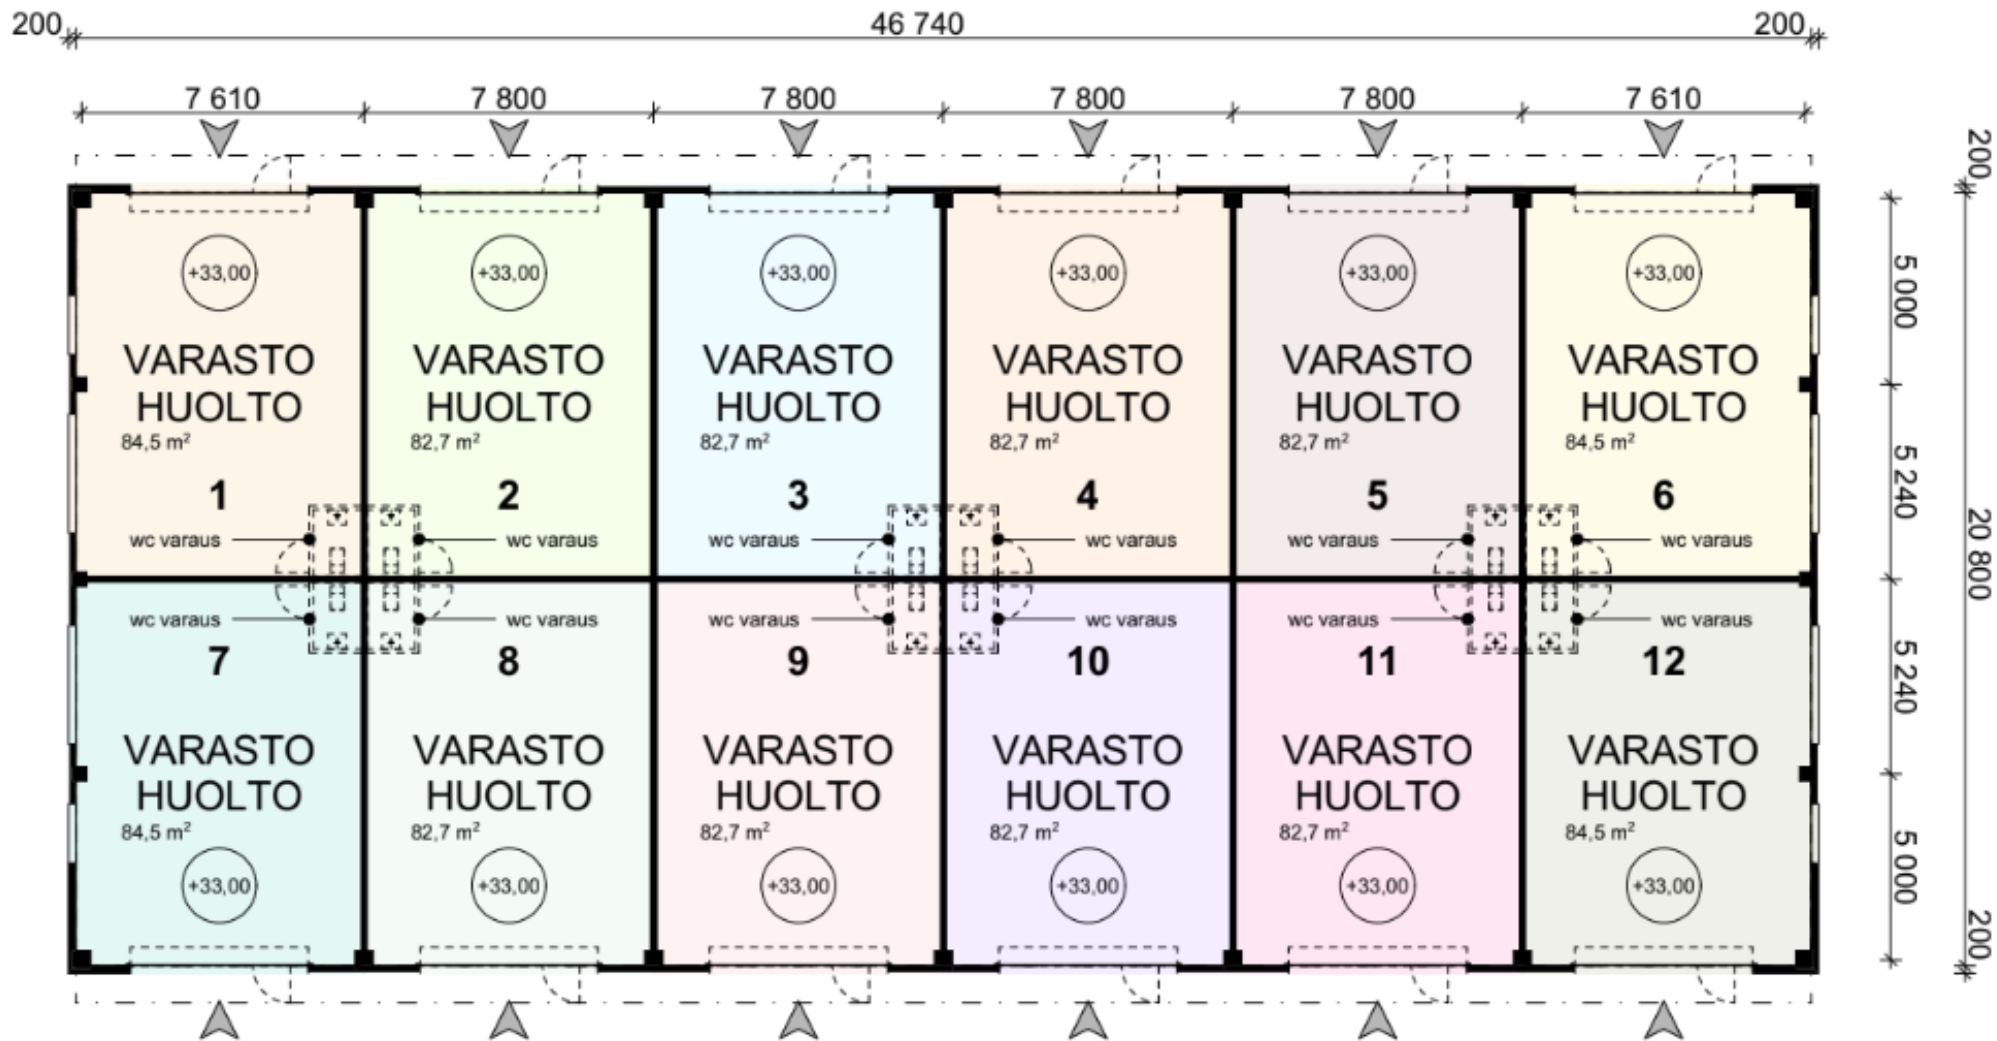 200 46 740 200
7 610 7 800 7 800 7 800 7 800 7 610
200
+33,00 +33,00 +33,00 +33,00 +33,00 +33,00
5 000
VARASTO VARASTO VARASTO VARASTO VARASTO VARASTO
HUOLTO HUOLTO HUOLTO HUOLTO HUOLTO HUOLTO
84,5 m² 82,7 m² 82,7 m² 82,7 m² 82,7 m² 84,5 m²
5 240
1 2 3 4 5 6
wc varaus wc varaus wc varaus wc varaus wc varaus wc varaus
20 800
wc varaus wc varaus wc varaus wc varaus wc varaus wc varaus
7 8 9 10 11 12
5 240
VARASTO VARASTO VARASTO VARASTO VARASTO VARASTO
HUOLTO HUOLTO HUOLTO HUOLTO HUOLTO HUOLTO
84,5 m² 82,7 m² 82,7 m² 82,7 m² 82,7 m² 84,5 m²
5 000
+33,00 +33,00 +33,00 +33,00 +33,00 +33,00
200